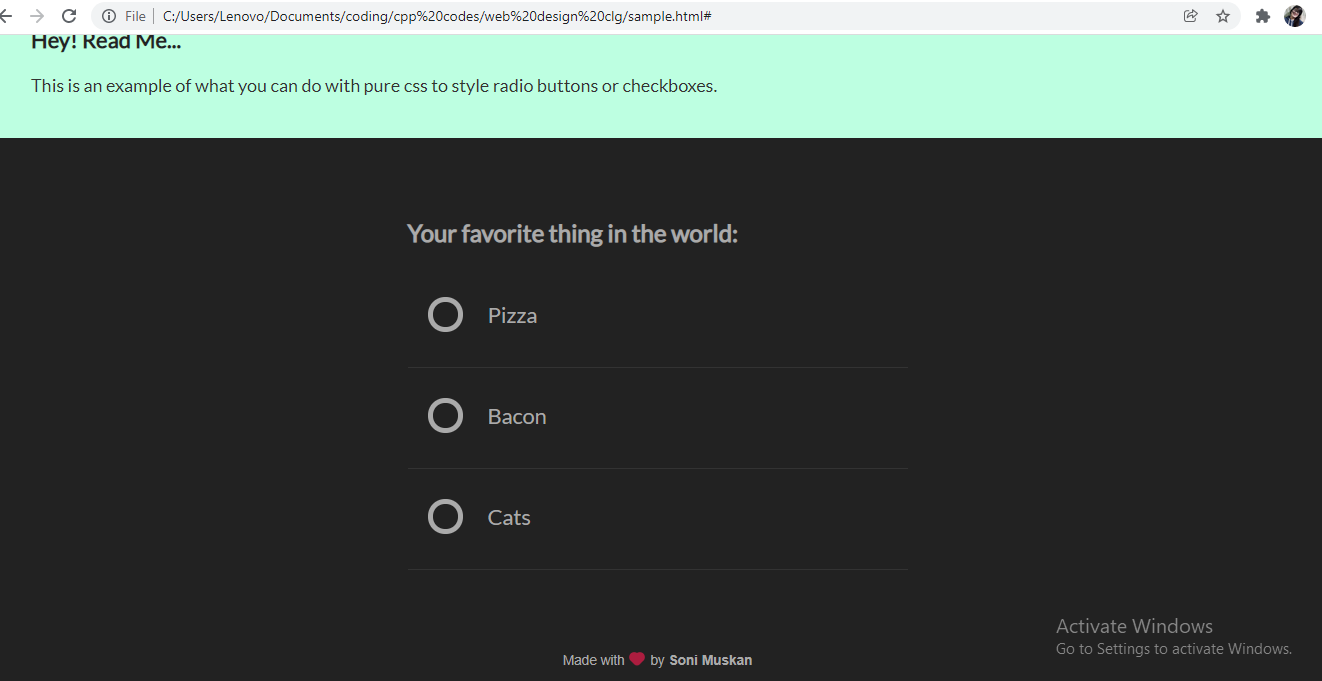 File
C:/Users/Lenovo/Documents/coding/cpp%20codes/web%20design%20clg/sample.html#
Hey! Read Me...
This is an example of what you can do with pure css to style radio buttons or checkboxes.
Your favorite thing in the world:
Pizza
Bacon
Cats
Activate Windows
Go to Settings to activate Windows.
Made with ❤ by Soni Muskan